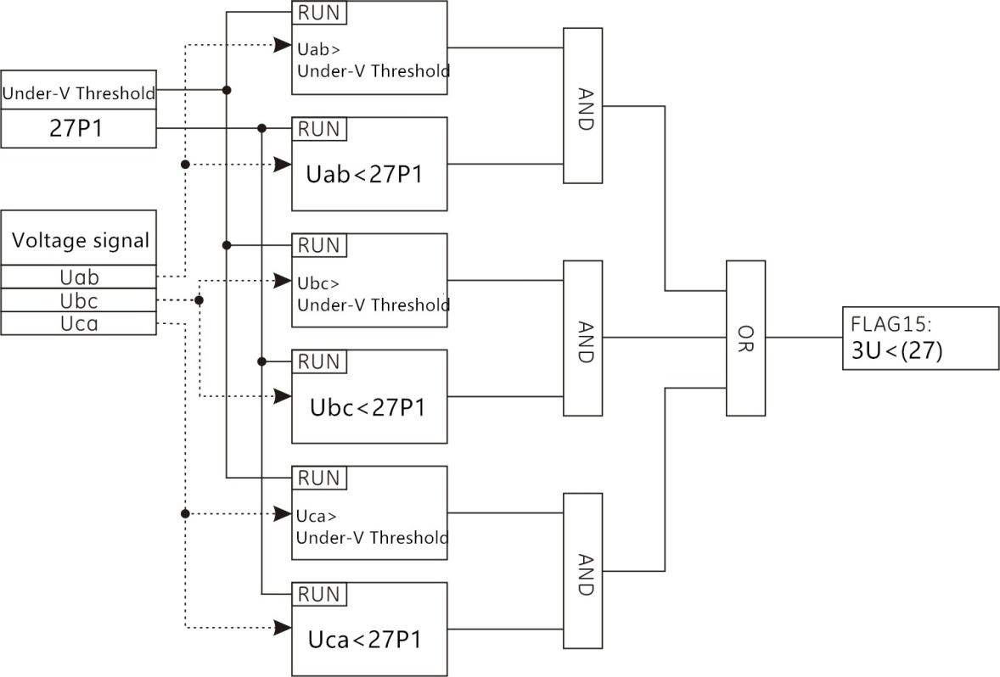 Under-V Threshold
27P1
Voltage signal
Uab
Ubc
Uca
RUN
Uab>
Under-V Threshold
RUN
Uab<27P1
RUN
Ubc>
Under-V Threshold
RUN
Ubc<27P1
RUN
Uca>
Under-V Threshold
RUN
Uca<27P1
AND
AND
AND
OR
FLAG15:
3U<(27)